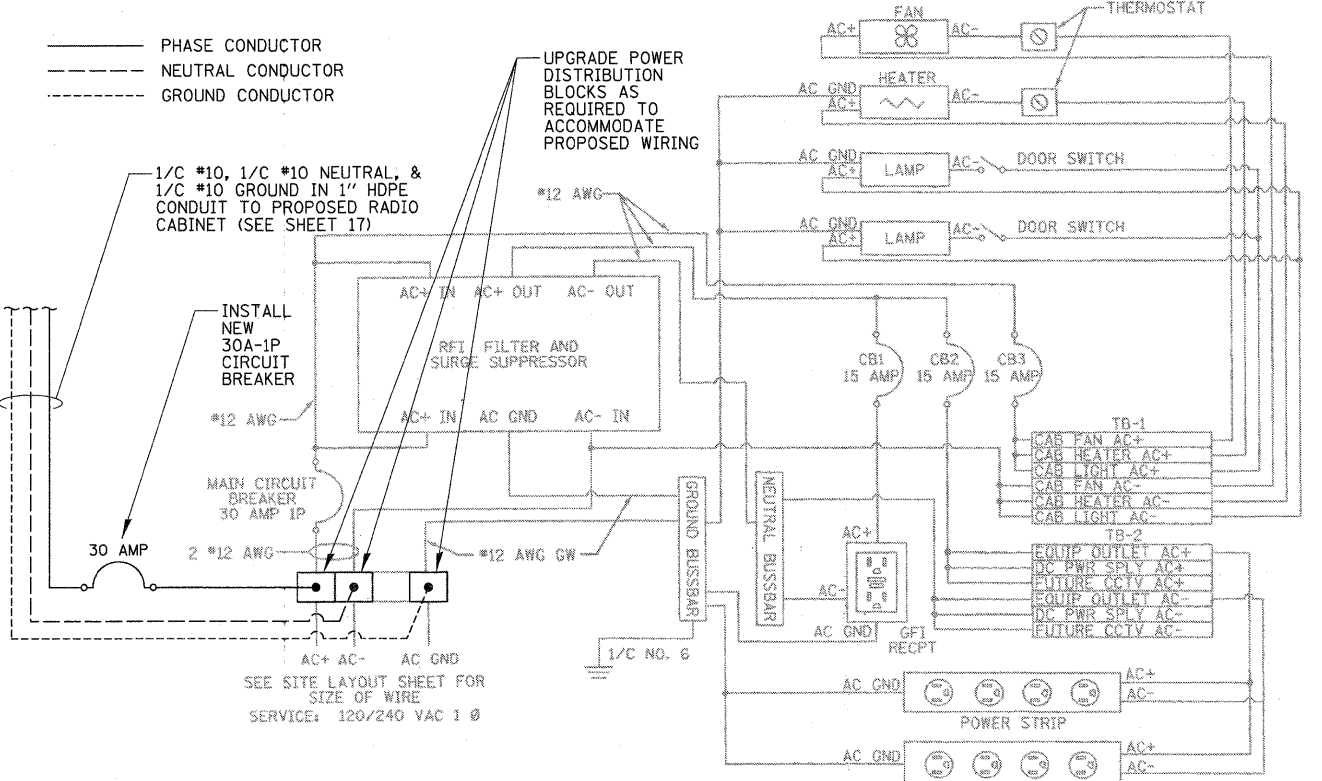 PHASE CONDUCTOR
NEUTRAL CONDUCTOR
GROUND CONDUCTOR
UPGRADE POWER
DISTRIBUTION
BLOCKS AS
REQUIRED TO
ACCOMMODATE
PROPOSED WIRING
1/C #10, 1/C #10 NEUTRAL, &
1/C #10 GROUND IN 1" HDPE
CONDUIT TO PROPOSED RADIO
CABINET (SEE SHEET 17)
INSTALL
NEW
30A-1P
CIRCUIT
BREAKER
30 AMP
#12 AWG
MAIN CIRCUIT
BREAKER
30 AMP 1P
2 #12 AWG
AC+ AC- AC GND
SEE SITE LAYOUT SHEET FOR
SIZE OF WIRE
SERVICE: 120/240 VAC 1 Ø
#12 AWG
AC+ IN AC+ OUT AC- OUT
RFI FILTER AND
SURGE SUPPRESSOR
AC+ IN AC GND AC- IN
#12 AWG GW
GROUND BUSSBAR
NEUTRAL BUSSBAR
1/C NO. 6
THERMOSTAT
FAN
AC+ AC-
HEATER
AC GND
AC+ AC-
AC GND
AC+ LAMP AC- DOOR SWITCH
AC GND
AC+ LAMP AC- DOOR SWITCH
CB1
15 AMP
CB2
15 AMP
CB3
15 AMP
TB-1
CAB FAN AC+
CAB HEATER AC+
CAB LIGHT AC+
CAB FAN AC-
CAB HEATER AC-
CAB LIGHT AC-
TB-2
EQUIP OUTLET AC+
DC PWR SPLY AC+
FUTURE CCTV AC+
EQUIP OUTLET AC-
DC PWR SPLY AC-
FUTURE CCTV AC-
AC+
AC-
AC GND
GFI
RECPT
AC GND
AC+
AC-
POWER STRIP
AC GND
AC+
AC-